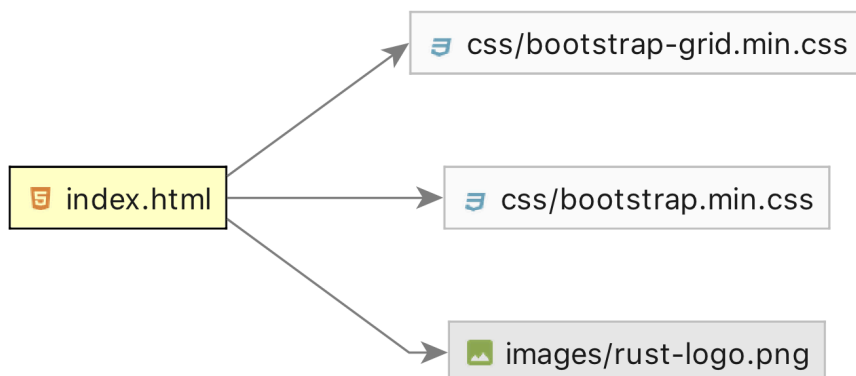 css/bootstrap-grid.min.css
index.html
css/bootstrap.min.css
images/rust-logo.png